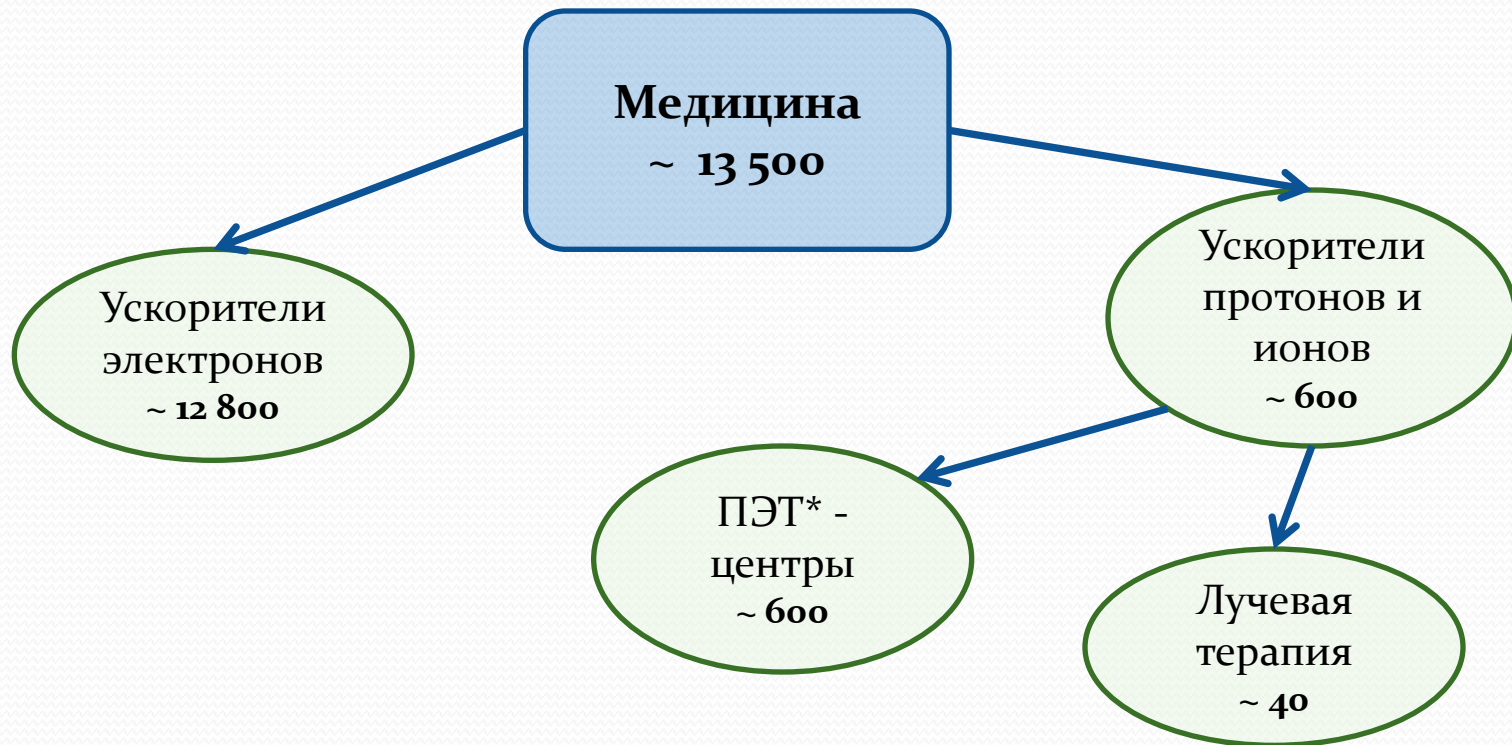 Медицина
~ 13 500
Ускорители
электронов
~ 12 800
Ускорители
протонов и
ионов
~ 600
ПЭТ* -
центры
~ 600
Лучевая
терапия
~ 40